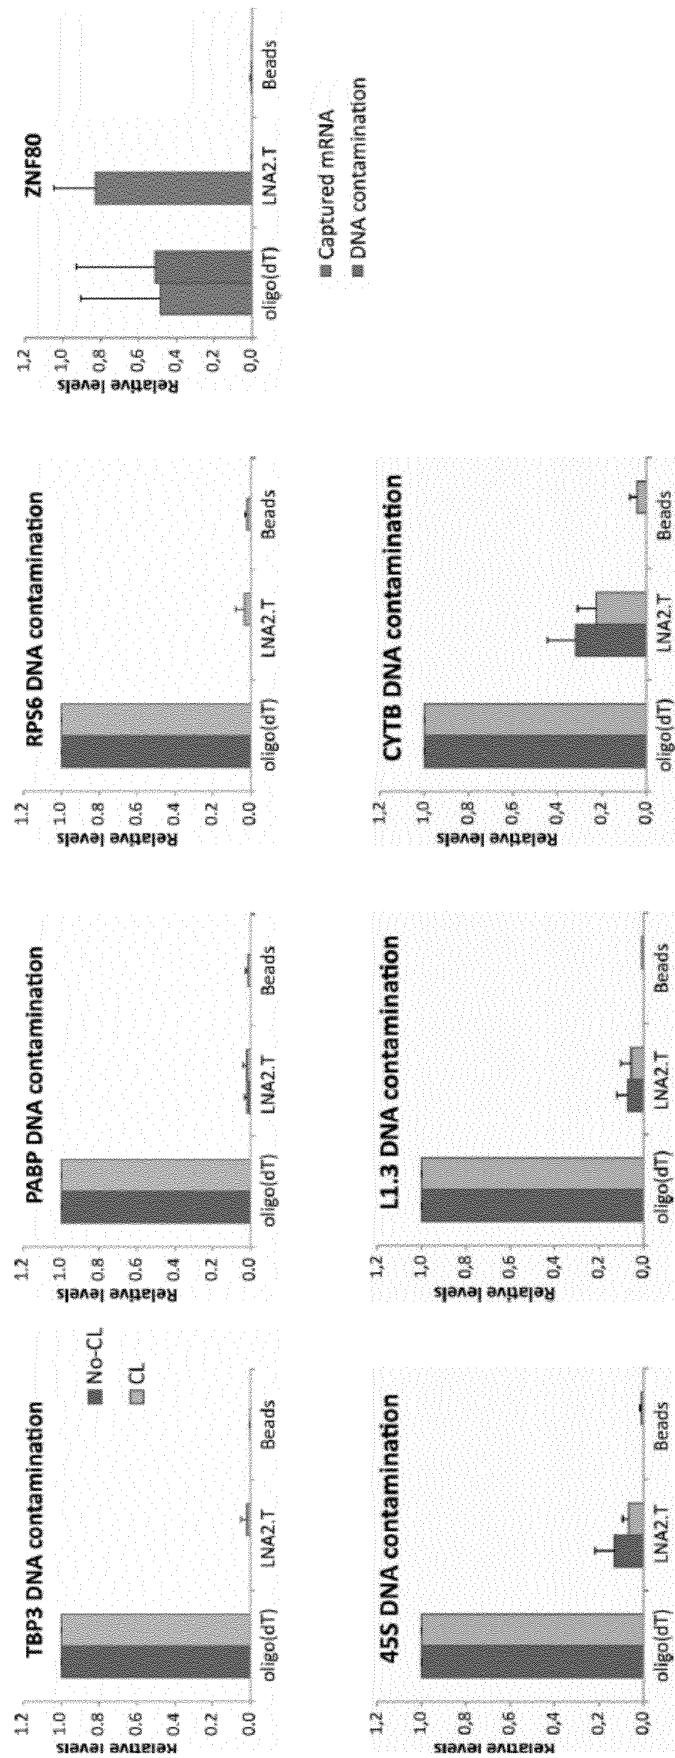 TBP3 DNA contamination
Relative levels
1.2
1.0
0.8
0.6
0.4
0.2
0.0
oligo(dT)
LNA2.T
Beads
No-CL
CL
PABP DNA contamination
Relative levels
1.2
1.0
0.8
0.6
0.4
0.2
0.0
oligo(dT)
LNA2.T
Beads
RPS6 DNA contamination
Relative levels
1.2
1.0
0.8
0.6
0.4
0.2
0.0
oligo(dT)
LNA2.T
Beads
ZNF80
Relative levels
1,2
1,0
0,8
0,6
0,4
0,2
0,0
oligo(dT)
LNA2.T
Beads
Captured mRNA
DNA contamination
45S DNA contamination
Relative levels
1,2
1,0
0,8
0,6
0,4
0,2
0,0
oligo(dT)
LNA2.T
Beads
L1.3 DNA contamination
Relative levels
1,2
1,0
0,8
0,6
0,4
0,2
0,0
oligo(dT)
LNA2.T
Beads
CYTB DNA contamination
Relative levels
1,2
1,0
0,8
0,6
0,4
0,2
0,0
oligo(dT)
LNA2.T
Beads